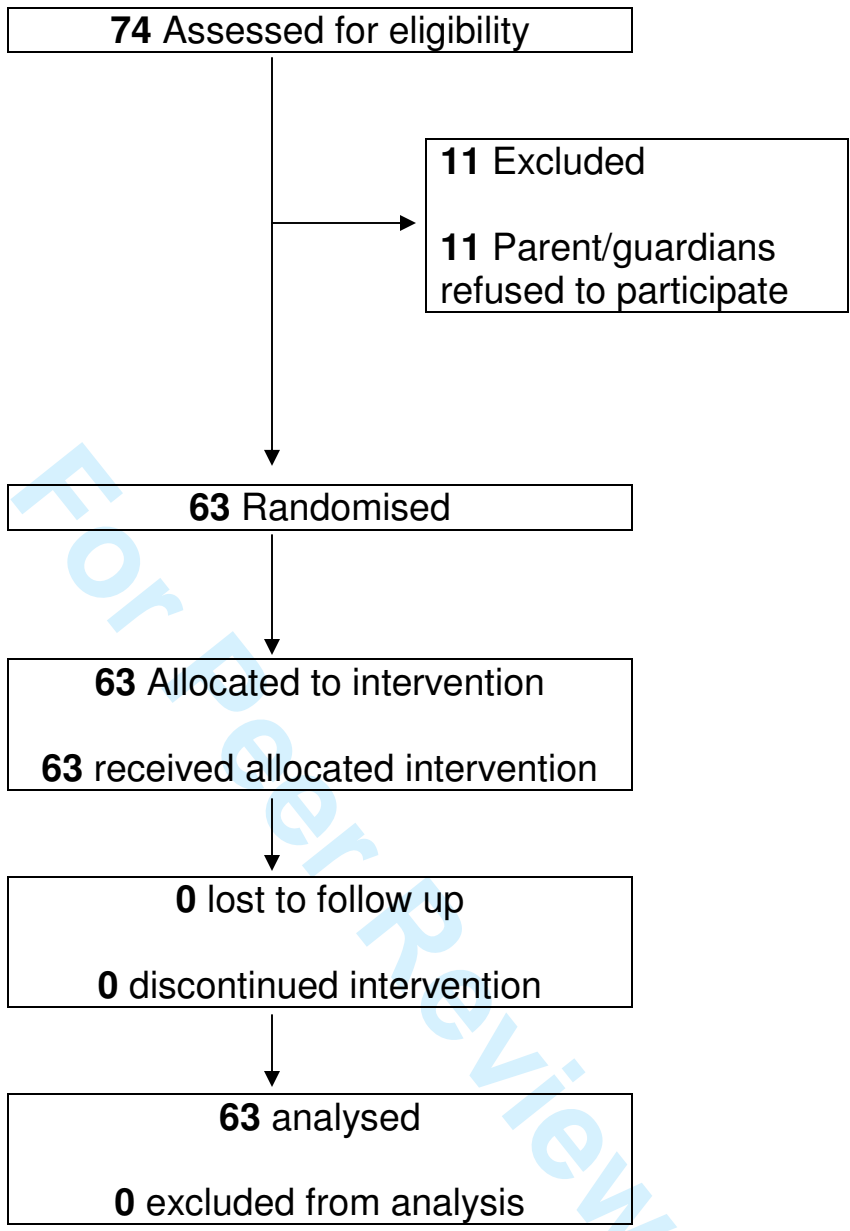 74 Assessed for eligibility
11 Excluded
11 Parent/guardians
refused to participate
63 Randomised
63 Allocated to intervention
63 received allocated intervention
0 lost to follow up
0 discontinued intervention
63 analysed
0 excluded from analysis
For Peer Review